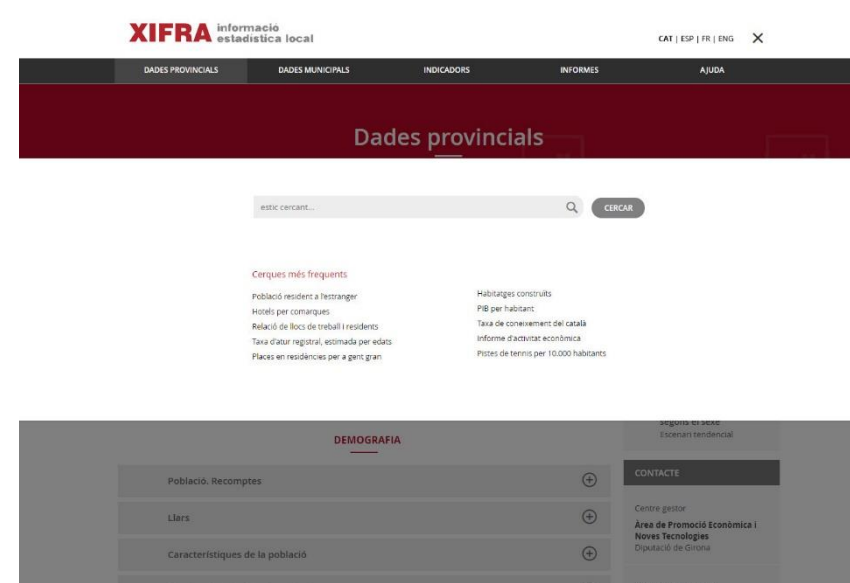 XIFRA informació
estadística local
CAT | ESP | FR | ENG
DADES PROVINCIALS
DADES MUNICIPALS
INDICADORS
INFORMES
AJUDA
Dades provincials
estic cercant...
CERCAR
Cerques més frequents
Població resident a l'estranger
Hotels per comarques
Relació de llocs de treball i residents
Taxa d'atur registral, estimada per edats
Places en residències per a gent gran
Habitatges construïts
PIB per habitant
Taxa de coneixement del català
Informe d'activitat econòmica
Pistes de tennis per 10.000 habitants
segons el sexe
Escenari tendencial
DEMOGRAFIA
Població. Recomptes
Llars
Característiques de la població
CONTACTE
Centre gestor
Àrea de Promoció Econòmica i
Noves Tecnologies
Diputació de Girona